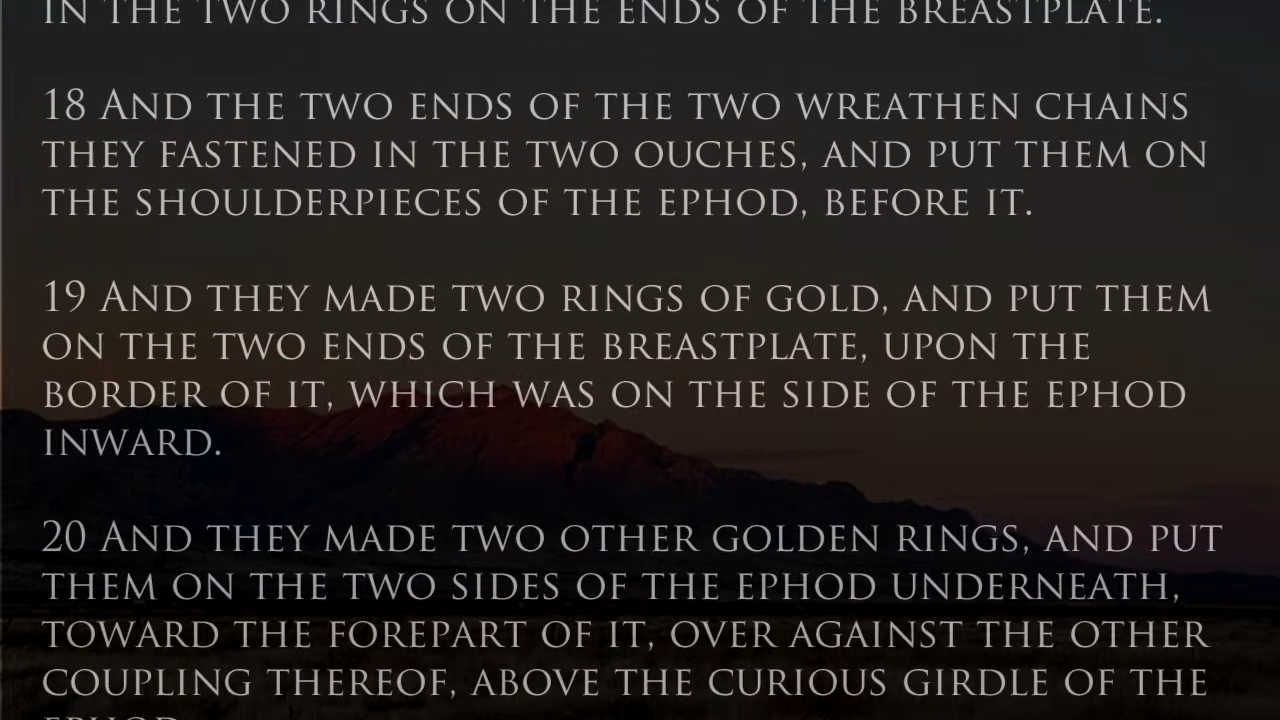 IN THE TWO RINGS ON THE ENDS OF THE BREASTPLATE.
18 AND THE TWO ENDS OF THE TWO WREATHEN CHAINS
THEY FASTENED IN THE TWO OUCHES, AND PUT THEM ON
THE SHOULDERPIECES OF THE EPHOD, BEFORE IT.
19 AND THEY MADE TWO RINGS OF GOLD, AND PUT THEM
ON THE TWO ENDS OF THE BREASTPLATE, UPON THE
BORDER OF IT, WHICH WAS ON THE SIDE OF THE EPHOD
INWARD.
20 AND THEY MADE TWO OTHER GOLDEN RINGS, AND PUT
THEM ON THE TWO SIDES OF THE EPHOD UNDERNEATH,
TOWARD THE FOREPART OF IT, OVER AGAINST THE OTHER
COUPLING THEREOF, ABOVE THE CURIOUS GIRDLE OF THE